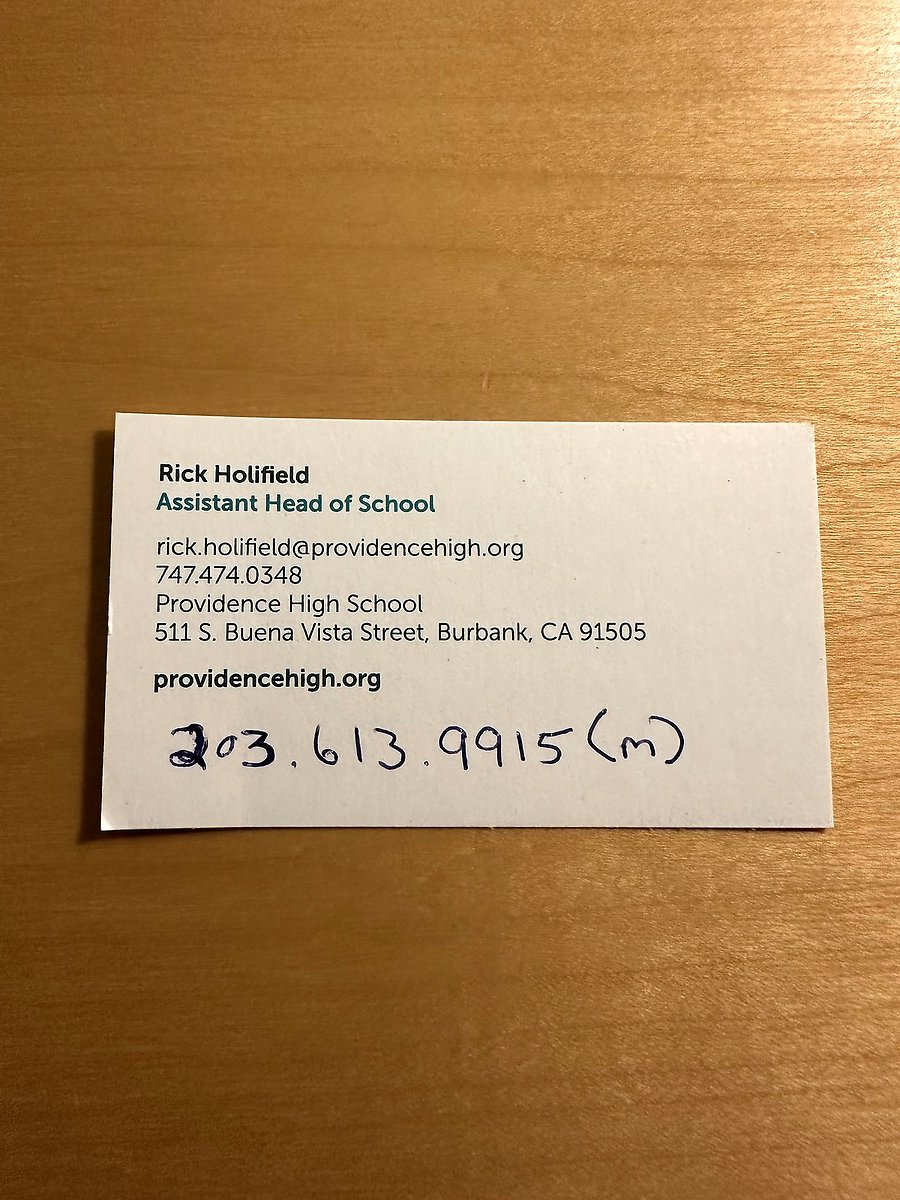 Rick Holifield
Assistant Head of School
rick.holifield@providencehigh.org
747.474.0348
Providence High School
511 S. Buena Vista Street, Burbank, CA 91505
providencehigh.org
203.613.9915(m)